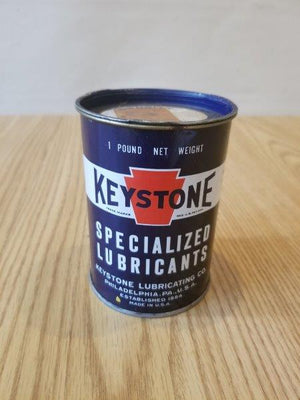 1 POUND NET WEIGHT
KEYSTONE
SPECIALIZED
LUBRICANTS
KEYSTONE LUBRICATING CO.
PHILADELPHIA, PA., U.S.A.
ESTABLISHED 1884
MADE IN U.S.A.